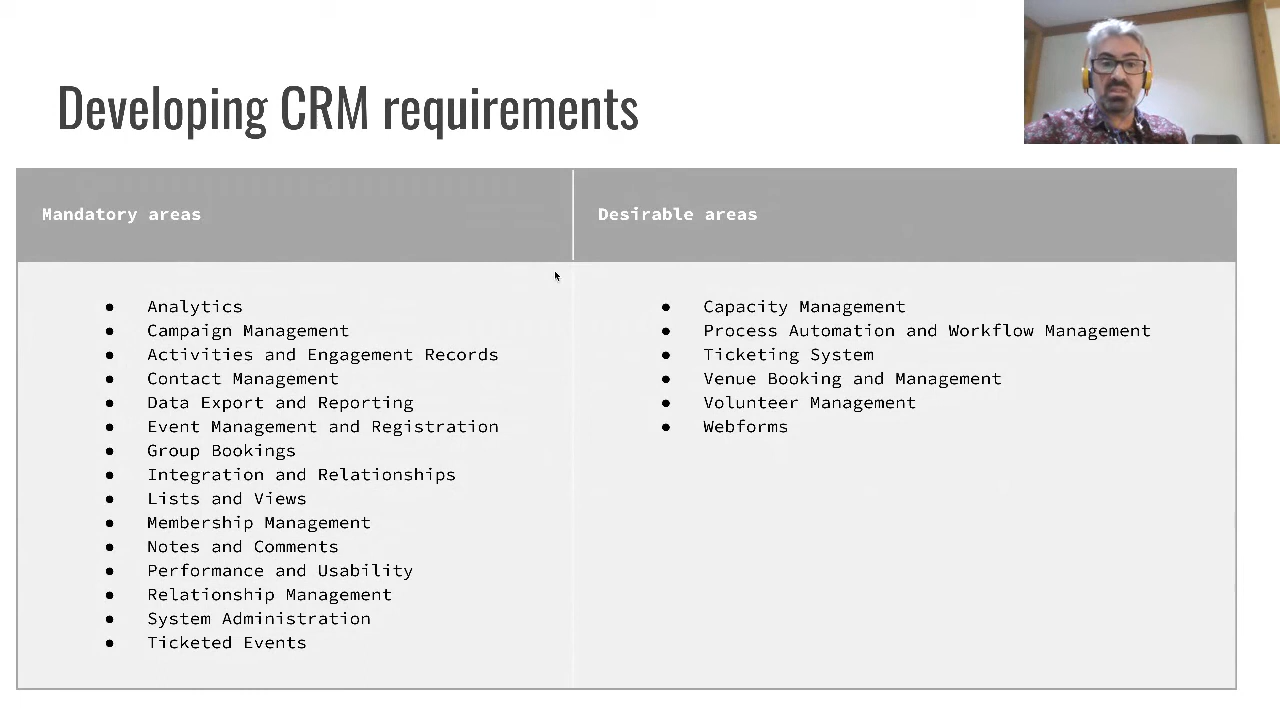 Developing CRM requirements
Mandatory areas
Desirable areas
● Analytics
● Campaign Management
● Activities and Engagement Records
● Contact Management
● Data Export and Reporting
● Event Management and Registration
● Group Bookings
● Integration and Relationships
● Lists and Views
● Membership Management
● Notes and Comments
● Performance and Usability
● Relationship Management
● System Administration
● Ticketed Events
● Capacity Management
● Process Automation and Workflow Management
● Ticketing System
● Venue Booking and Management
● Volunteer Management
● Webforms